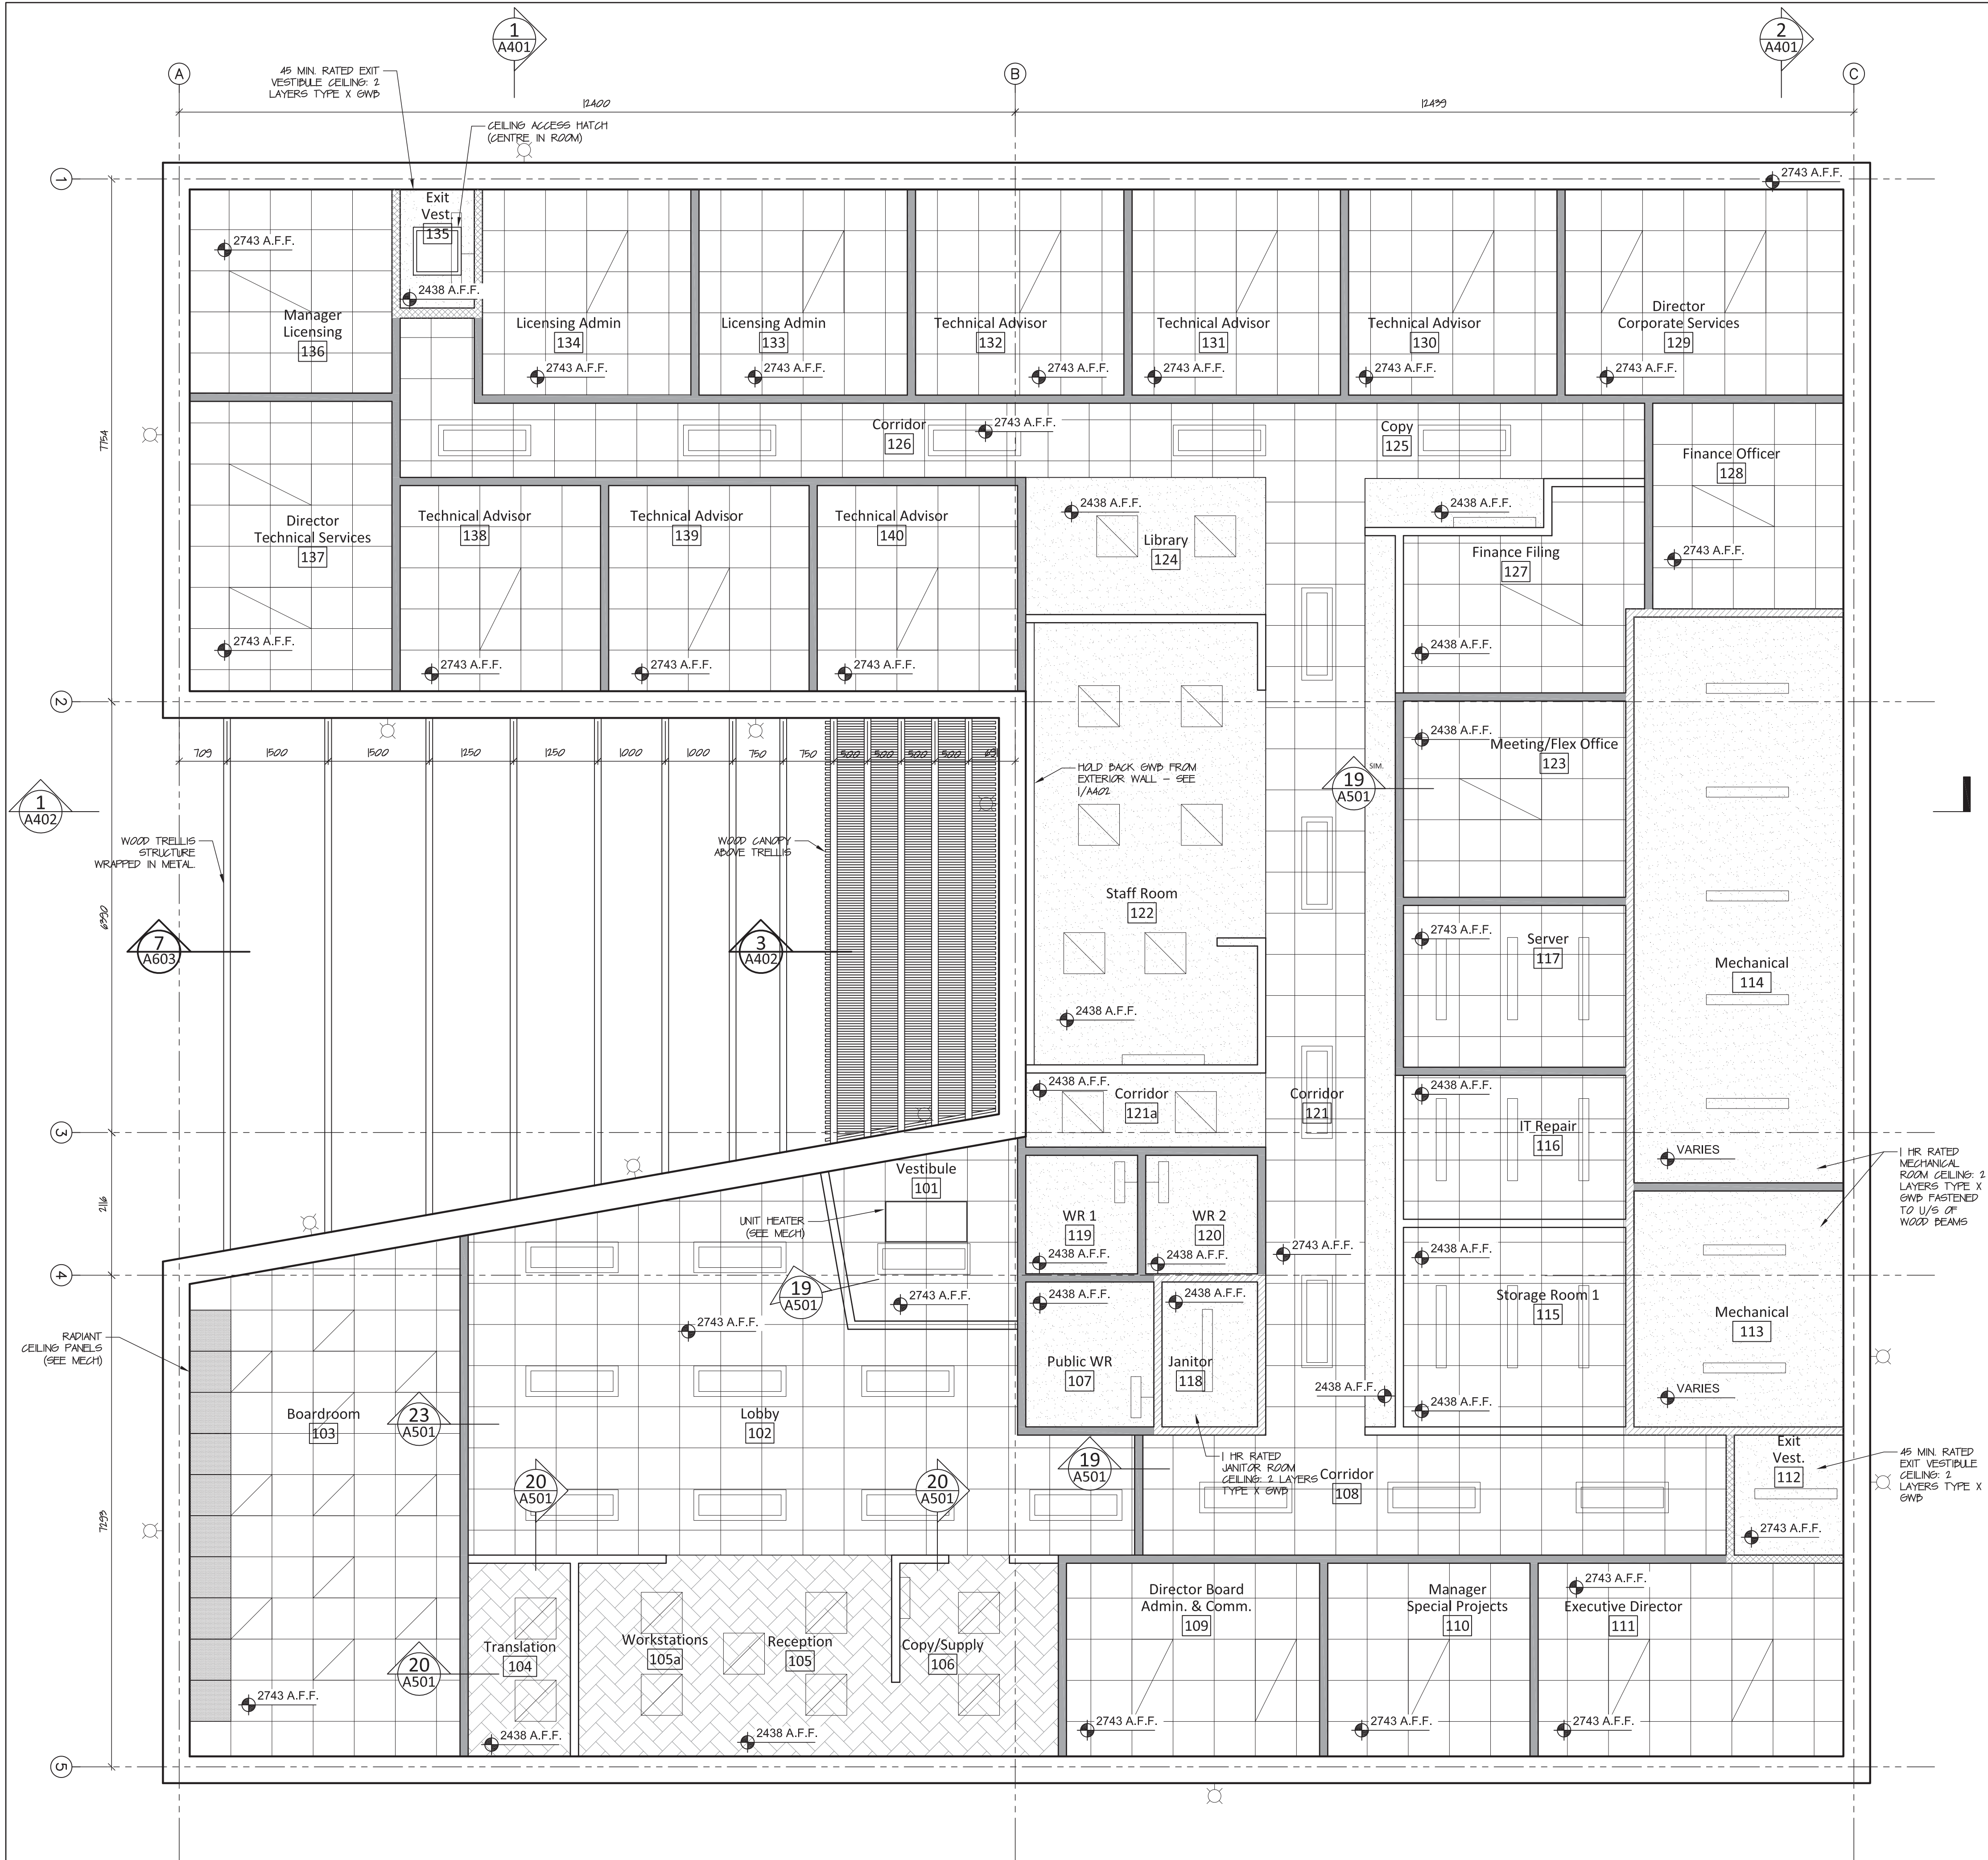 1
A401
2
A401
A
B
C
45 MIN. RATED EXIT
VESTIBULE CEILING: 2
LAYERS TYPE X GWB
12400
12439
CEILING ACCESS HATCH
(CENTRE IN ROOM)
1
2743 A.F.F.
Exit
Vest.
135
2438 A.F.F.
2743 A.F.F.
Manager
Licensing
136
Licensing Admin
134
2743 A.F.F.
Licensing Admin
133
2743 A.F.F.
Technical Advisor
132
2743 A.F.F.
Technical Advisor
131
2743 A.F.F.
Technical Advisor
130
2743 A.F.F.
Director
Corporate Services
129
2743 A.F.F.
7754
Corridor
126
2743 A.F.F.
Copy
125
Finance Officer
128
2743 A.F.F.
Director
Technical Services
137
2743 A.F.F.
Technical Advisor
138
2743 A.F.F.
Technical Advisor
139
2743 A.F.F.
Technical Advisor
140
2743 A.F.F.
2438 A.F.F.
Library
124
2438 A.F.F.
Finance Filing
127
2438 A.F.F.
2
709
1500
1500
1250
1250
1000
1000
750
750
500
500
500
500
691
HOLD BACK GWB FROM
EXTERIOR WALL - SEE
1/A402
19
A501
SIM.
2438 A.F.F.
Meeting/Flex Office
123
1
A402
WOOD TRELLIS
STRUCTURE
WRAPPED IN METAL.
WOOD CANOPY
ABOVE TRELLIS
6390
7
A603
3
A402
Staff Room
122
2438 A.F.F.
2743 A.F.F.
Server
117
Mechanical
114
VARIES
2438 A.F.F.
Corridor
121a
Corridor
121
2438 A.F.F.
IT Repair
116
3
1 HR RATED
MECHANICAL
ROOM CEILING: 2
LAYERS TYPE X
GWB FASTENED
TO U/S OF
WOOD BEAMS
2116
Vestibule
101
UNIT HEATER
(SEE MECH)
WR 1
119
2438 A.F.F.
WR 2
120
2438 A.F.F.
2743 A.F.F.
2438 A.F.F.
4
19
A501
2743 A.F.F.
2438 A.F.F.
2438 A.F.F.
Storage Room 1
115
2438 A.F.F.
2438 A.F.F.
Mechanical
113
VARIES
RADIANT
CEILING PANELS
(SEE MECH)
2743 A.F.F.
Public WR
107
Janitor
118
Boardroom
103
23
A501
Lobby
102
20
A501
20
A501
19
A501
1 HR RATED
JANITOR ROOM
CEILING: 2 LAYERS
TYPE X GWB
Corridor
108
Exit
Vest.
112
2743 A.F.F.
45 MIN. RATED
EXIT VESTIBULE
CEILING: 2
LAYERS TYPE X
GWB
7293
Translation
104
2438 A.F.F.
Workstations
105a
Reception
105
2438 A.F.F.
Copy/Supply
106
Director Board
Admin. & Comm.
109
2743 A.F.F.
Manager
Special Projects
110
2743 A.F.F.
2743 A.F.F.
Executive Director
111
2743 A.F.F.
20
A501
2743 A.F.F.
5